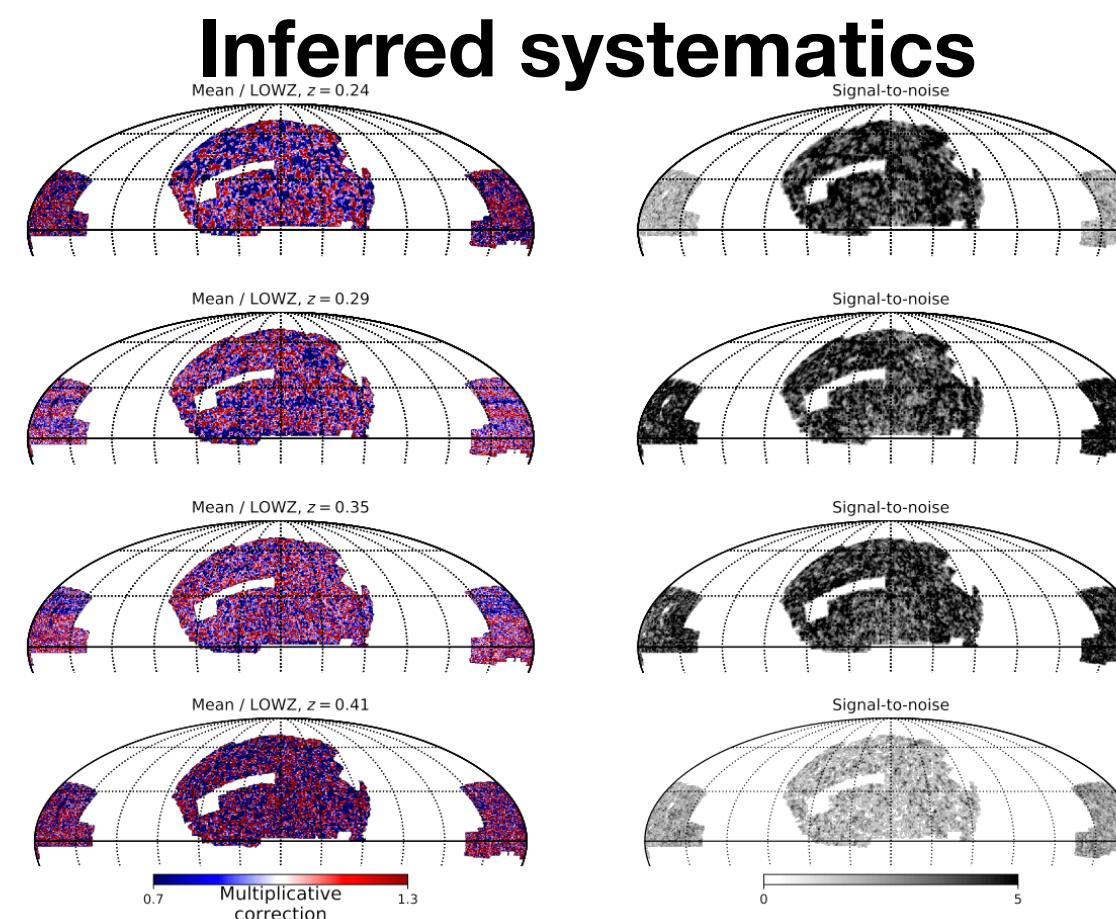 Inferred systematics
Mean / LOWZ, z = 0.24
Signal-to-noise
Mean / LOWZ, z = 0.29
Signal-to-noise
Mean / LOWZ, z = 0.35
Signal-to-noise
Mean / LOWZ, z = 0.41
Signal-to-noise
0.7
Multiplicative
correction
1.3
0
5